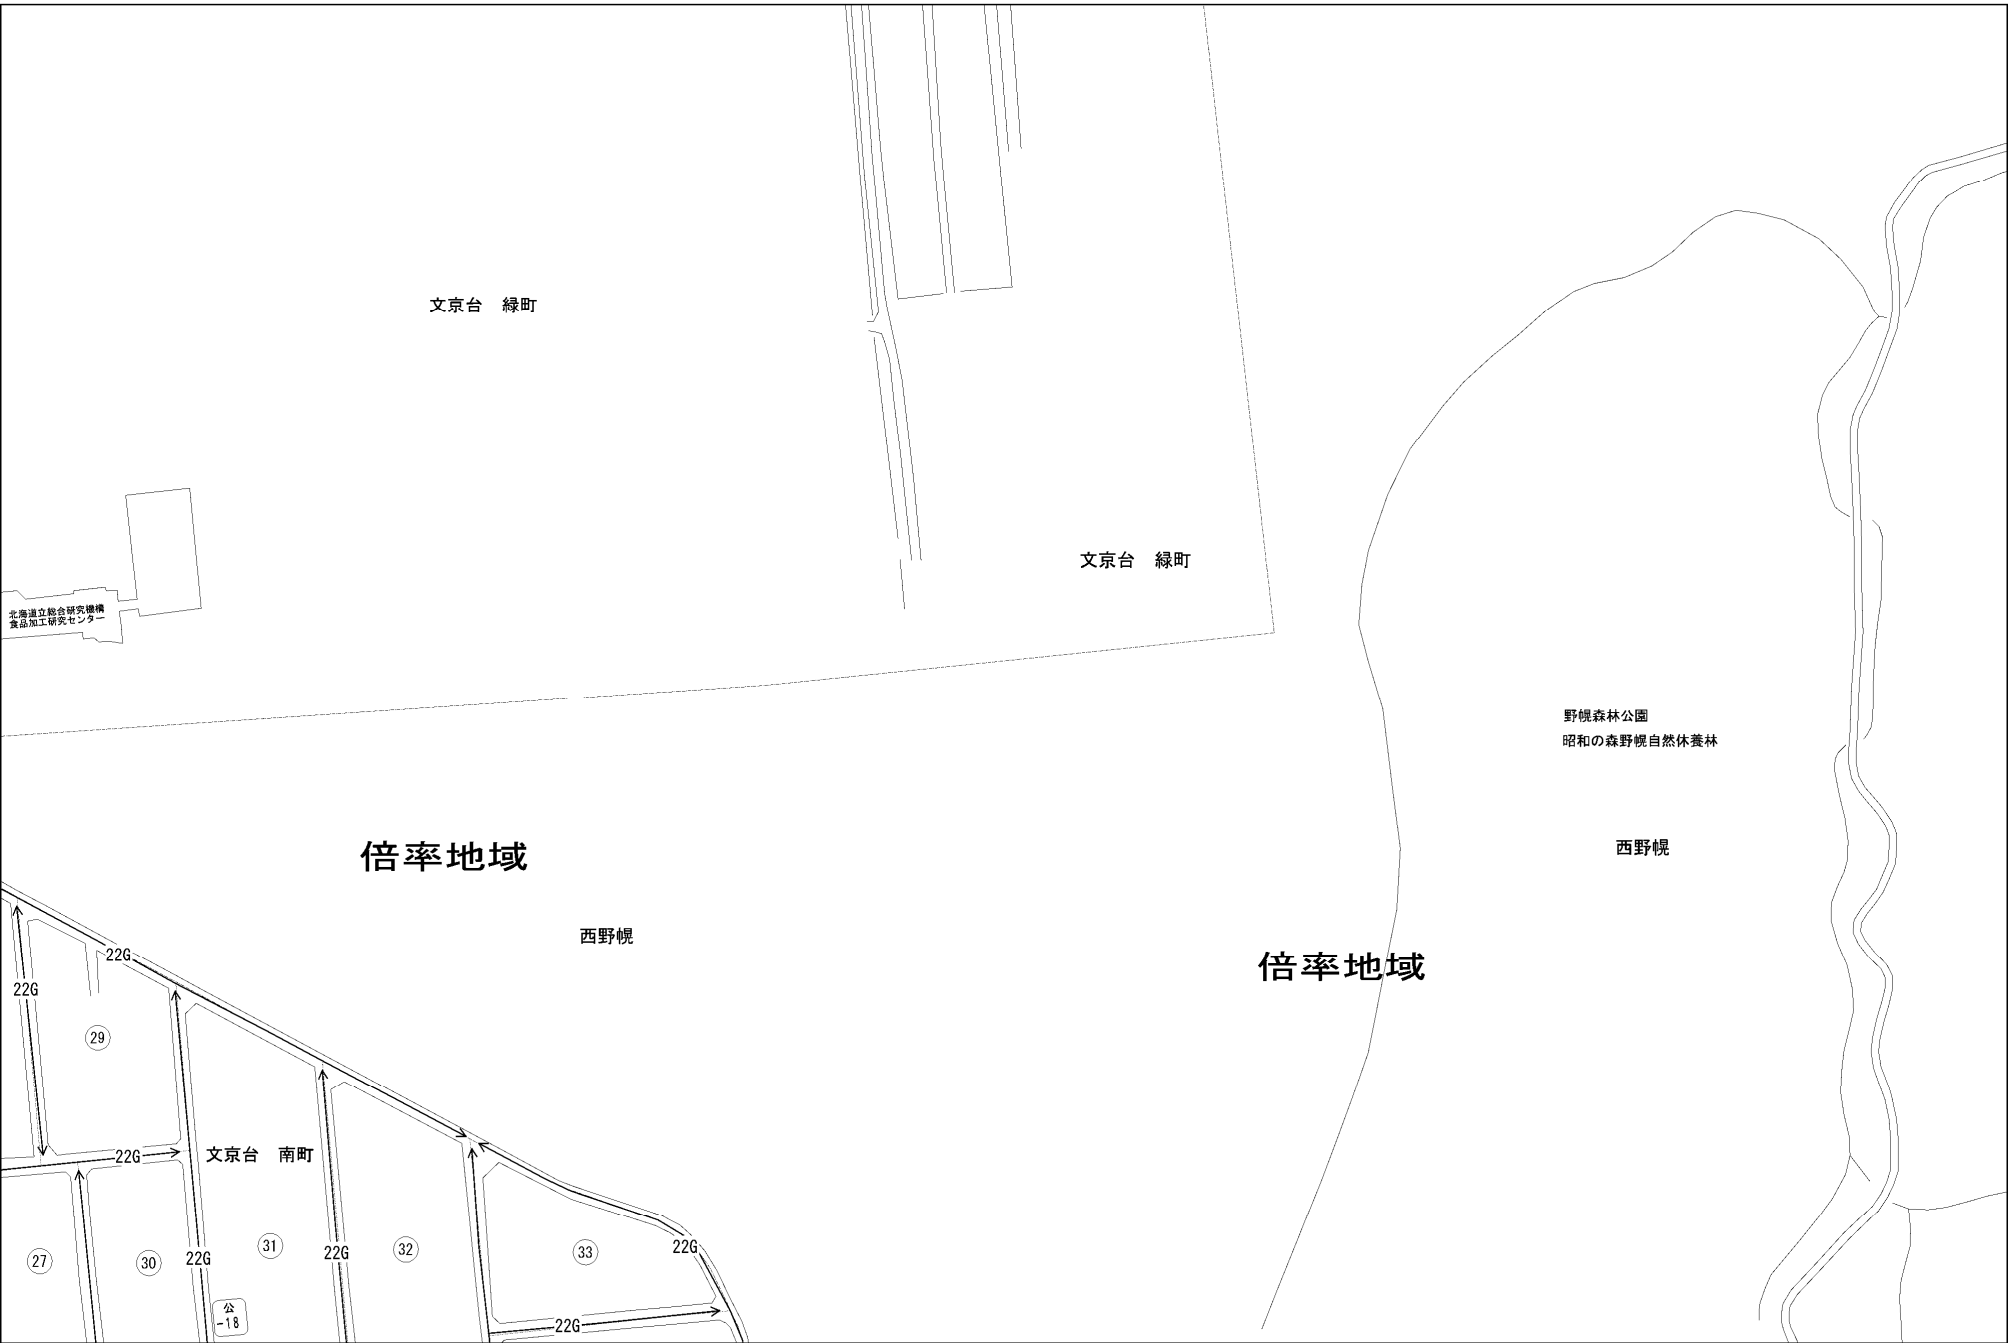 文京台　緑町
文京台　緑町
北海道立総合研究機構
食品加工研究センター
野幌森林公園
昭和の森野幌自然休養林
西野幌
倍率地域
西野幌
倍率地域
22G
22G
29
22G
文京台　南町
27
30
22G
31
22G
32
33
22G
公
-18
22G